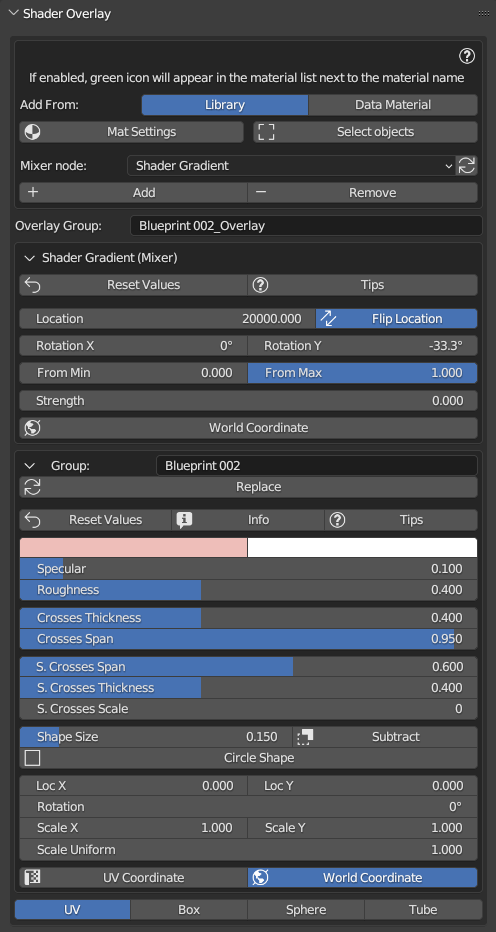 Shader Overlay
If enabled, green icon will appear in the material list next to the material name
Add From: Library Data Material
Mat Settings Select objects
Mixer node: Shader Gradient
Add Remove
Overlay Group: Blueprint 002_Overlay
Shader Gradient (Mixer)
Reset Values Tips
Location 20000.000 Flip Location
Rotation X 0° Rotation Y -33.3°
From Min 0.000 From Max 1.000
Strength 0.000
World Coordinate
Group: Blueprint 002
Replace
Reset Values Info Tips
Specular 0.100
Roughness 0.400
Crosses Thickness 0.400
Crosses Span 0.950
S. Crosses Span 0.600
S. Crosses Thickness 0.400
S. Crosses Scale 0
Shape Size 0.150 Subtract
Circle Shape
Loc X 0.000 Loc Y 0.000
Rotation 0°
Scale X 1.000 Scale Y 1.000
Scale Uniform 1.000
UV Coordinate World Coordinate
UV Box Sphere Tube